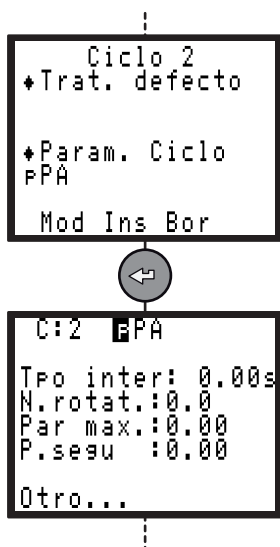 Ciclo 2
♦Trat. defecto
♦Param. Ciclo
PPA
Mod Ins Bor
C:2 PPA
Tpo inter: 0.00s
N.rotat.:0.0
Par max.:0.00
P.segu :0.00
Otro...